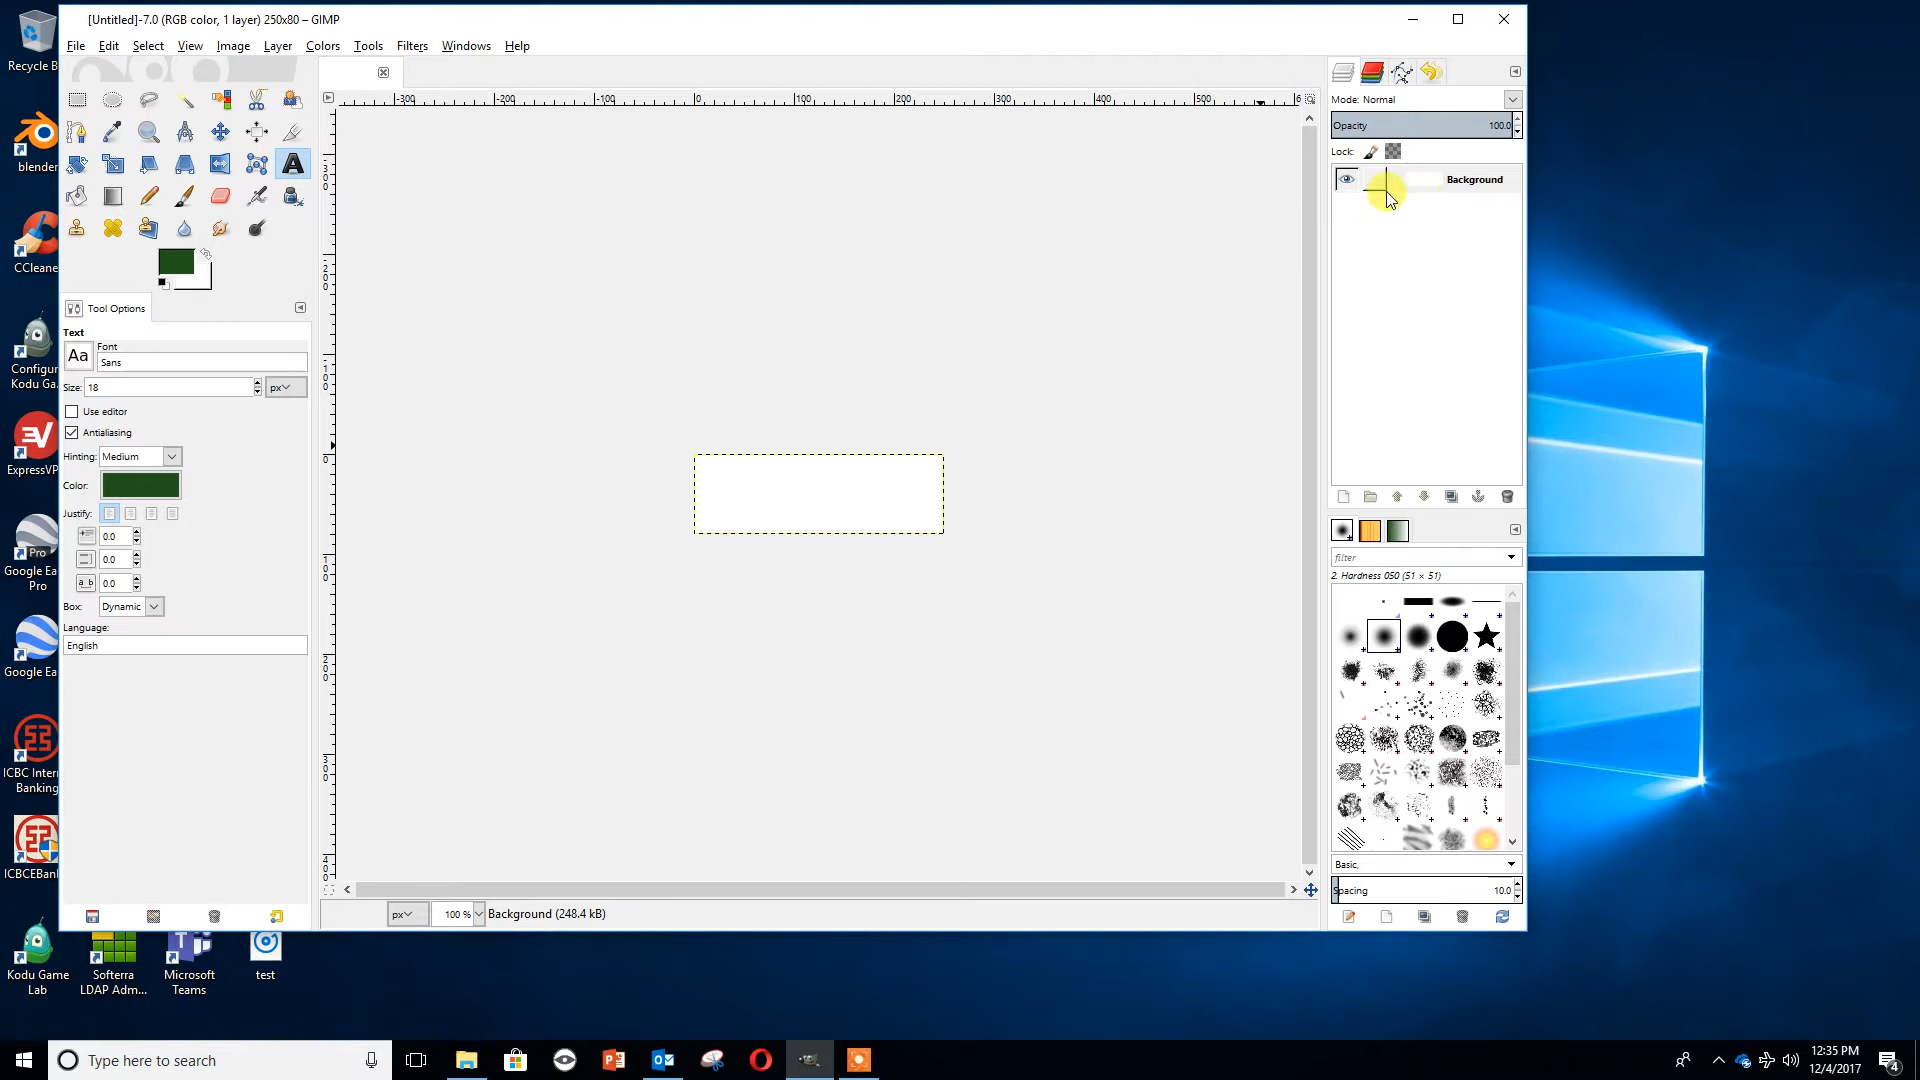 [Untitled]-7.0 (RGB color, 1 layer) 250x80 – GIMP
File Edit Select View Image Layer Colors Tools Filters Windows Help
-300 -200 -100 0 100 200 300 400 500 6
Mode: Normal
Opacity 100.0
Lock:
Background
Tool Options
Text
Font
Aa Sans
Size: 18 px
Use editor
Antialiasing
Hinting: Medium
Color:
Justify:
0.0
0.0
a_b 0.0
Box: Dynamic
Language:
English
filter
2. Hardness 050 (51 × 51)
Basic,
Spacing 10.0
px 100 % Background (248.4 kB)
Recycle B
blender
CCleane
Configur
Kodu Ga..
ExpressVP
Pro
Google Ea
Pro
Google Ea
ICBC Intern
Banking
ICBCEBank
Kodu Game
Lab
Softerra
LDAP Adm...
Microsoft
Teams
test
Type here to search
12:35 PM
12/4/2017
4